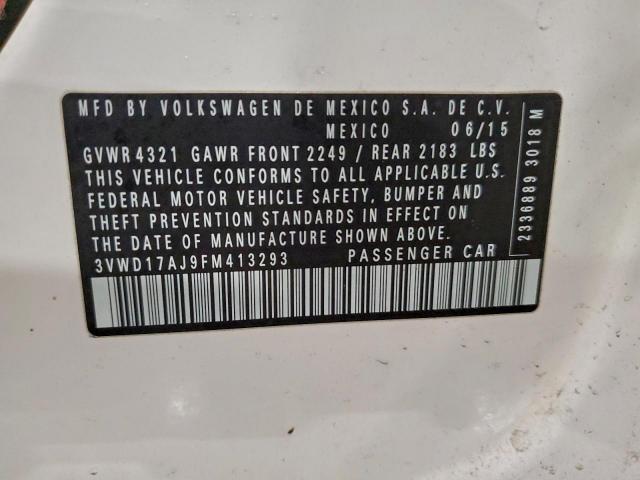 MFD BY VOLKSWAGEN DE MEXICO S.A. DE C.V.
MEXICO 06/15
GVWR 4321 GAWR FRONT 2249 / REAR 2183 LBS
THIS VEHICLE CONFORMS TO ALL APPLICABLE U.S.
FEDERAL MOTOR VEHICLE SAFETY, BUMPER AND
THEFT PREVENTION STANDARDS IN EFFECT ON
THE DATE OF MANUFACTURE SHOWN ABOVE.
3VWD17AJ9FM413293 PASSENGER CAR
2336889 3018 M